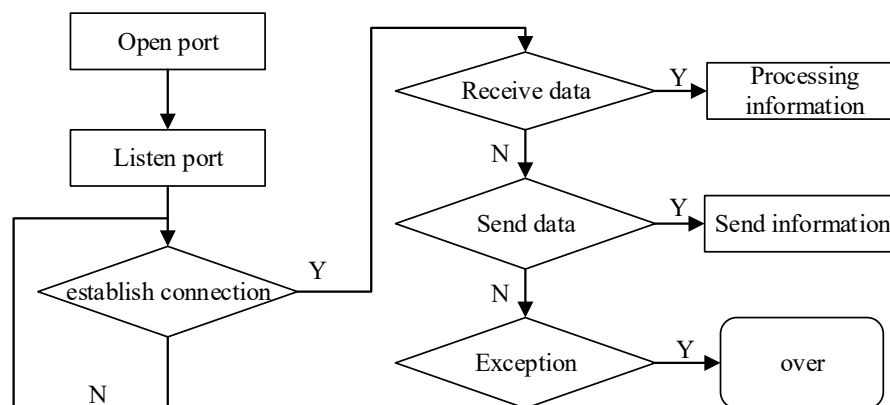 Open port
Listen port
establish connection
Y
N
Receive data
Y
Processing
information
N
Send data
Y
Send information
N
Exception
Y
over